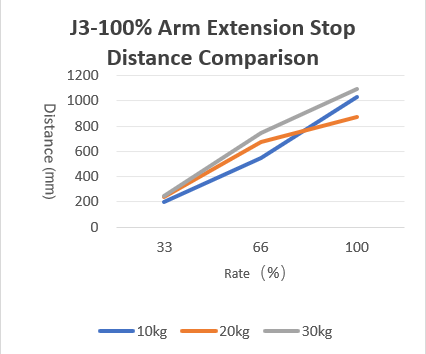 J3-100% Arm Extension Stop
Distance Comparison
1200
1000
800
600
400
200
0
Distance (mm)
33 66 100
Rate （%）
10kg 20kg 30kg